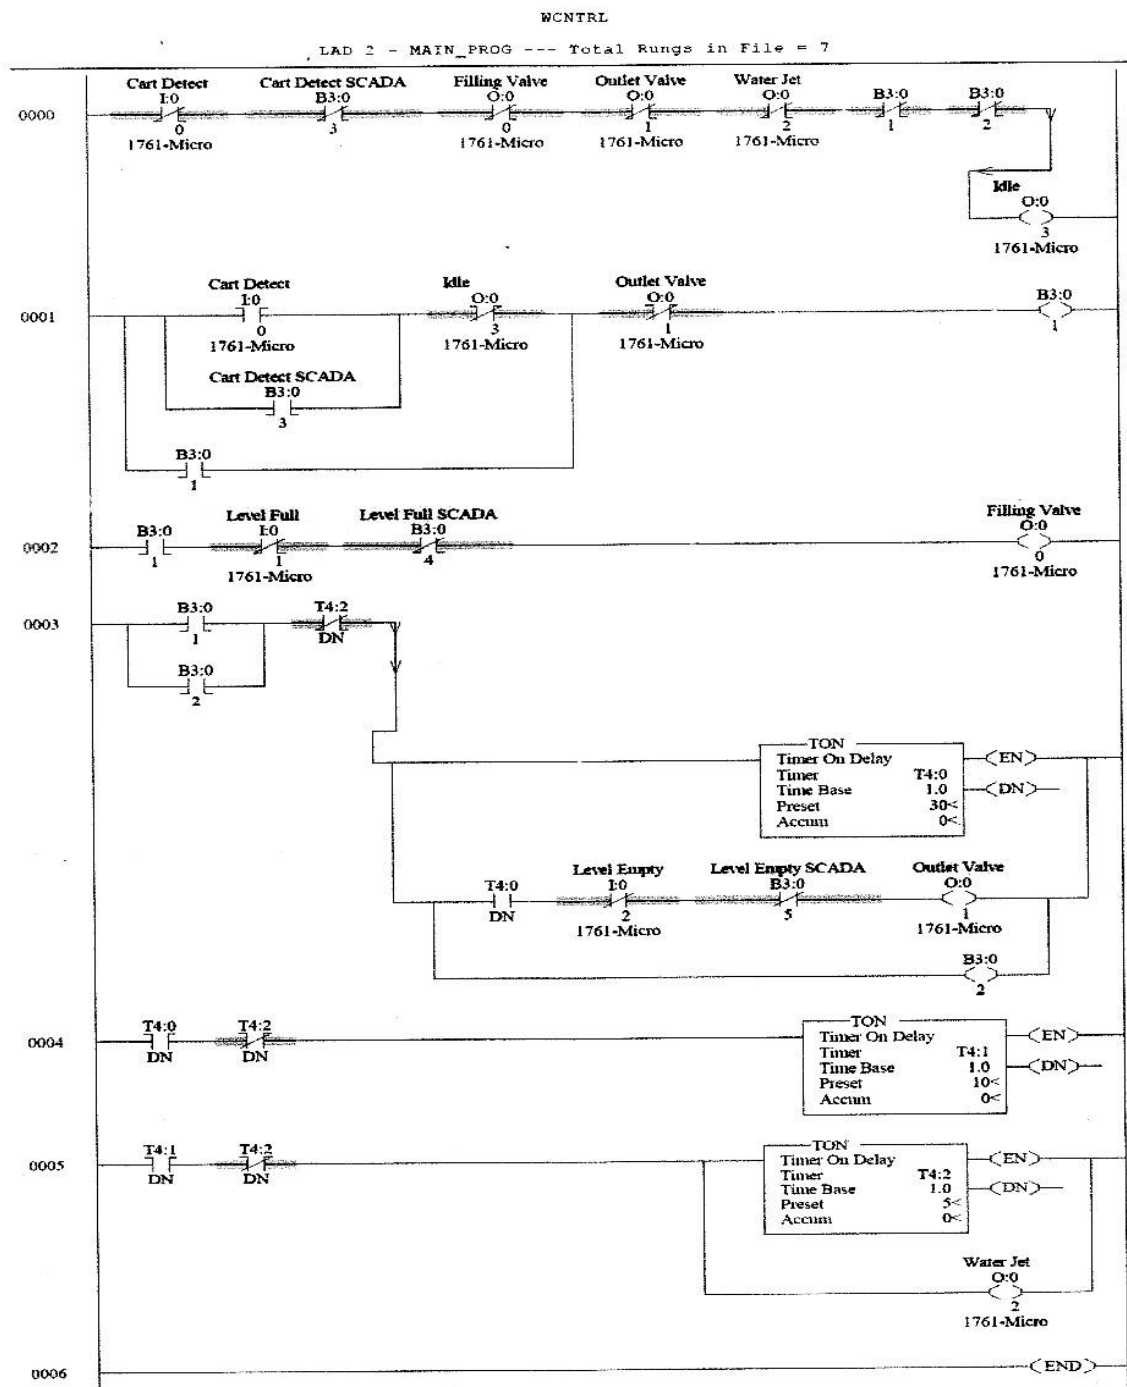 WCNTRL
LAD 2 - MAIN_PROG --- Total Rungs in File = 7
Cart Detect Cart Detect SCADA Filling Valve Outlet Valve Water Jet
I:0 B3:0 O:0 O:0 O:0 B3:0 B3:0
0000
0 3 0 1 2 1 2
1761-Micro 1761-Micro 1761-Micro 1761-Micro
Idle
O:0
3
1761-Micro
Cart Detect Idle Outlet Valve
I:0 O:0 O:0 B3:0
0001
0 3 1 1
1761-Micro 1761-Micro 1761-Micro
Cart Detect SCADA
B3:0
3
B3:0
1
Level Full Level Full SCADA Filling Valve
B3:0 I:0 B3:0 O:0
0002
1 1 4 0
1761-Micro 1761-Micro
B3:0 T4:2
0003
1 DN
B3:0
2
TON
Timer On Delay EN
Timer T4:0
Time Base 1.0 DN
Preset 30<
Accum 0<
Level Empty Level Empty SCADA Outlet Valve
T4:0 I:0 B3:0 O:0
DN 2 5 1
1761-Micro 1761-Micro
B3:0
2
T4:0 T4:2 TON
0004 Timer On Delay EN
DN DN Timer T4:1
Time Base 1.0 DN
Preset 10<
Accum 0<
T4:1 T4:2 TON
0005 Timer On Delay EN
DN DN Timer T4:2
Time Base 1.0 DN
Preset 5<
Accum 0<
Water Jet
O:0
2
1761-Micro
0006 END